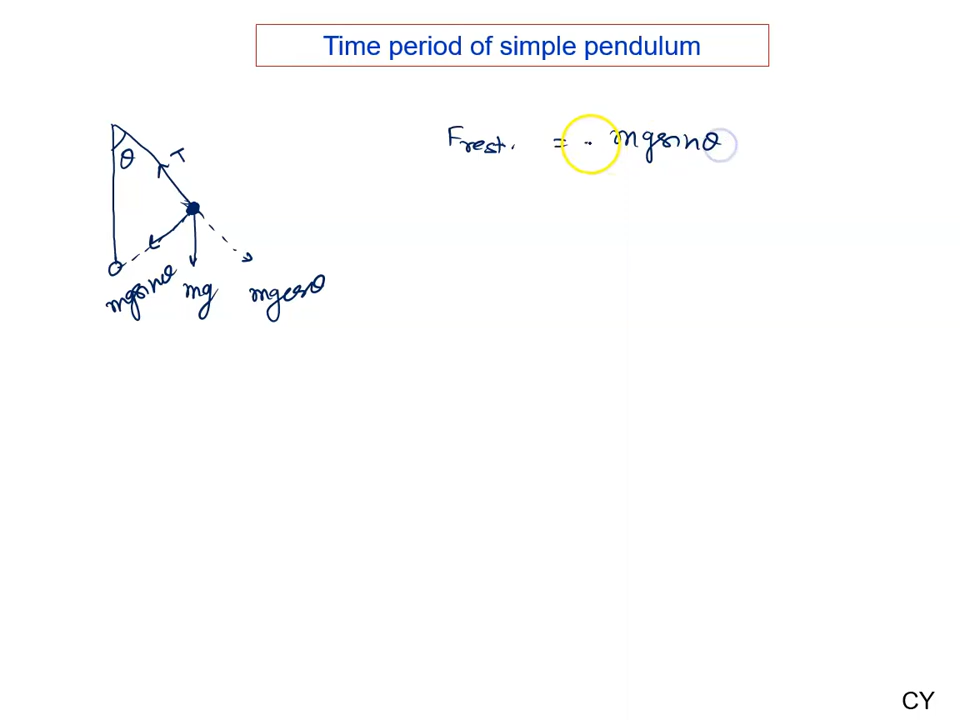 Time period of simple pendulum
Frest. = - mgsinθ
θ
T
mgsinθ mg mgcosθ
CY